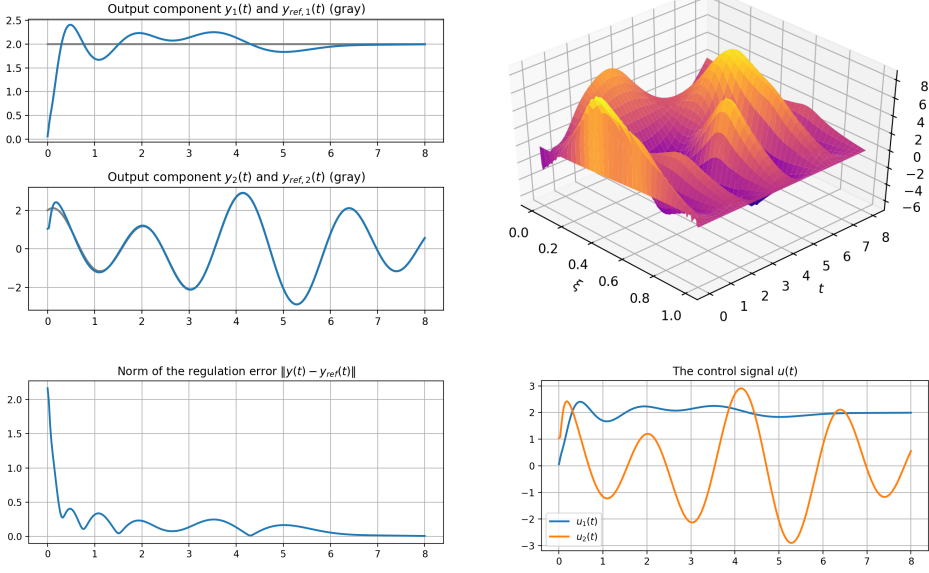 Output component y₁(t) and y_ref,1(t) (gray)
2.5
2.0
1.5
1.0
0.5
0.0
0 1 2 3 4 5 6 7 8
Output component y₂(t) and y_ref,2(t) (gray)
2
0
−2
0 1 2 3 4 5 6 7 8
8
6
4
2
0
−2
−4
−6
0.0 0.2 0.4 0.6 0.8 1.0
ξ
0 1 2 3 4 5 6 7 8
t
Norm of the regulation error ‖y(t) − y_ref(t)‖
2.0
1.5
1.0
0.5
0.0
0 1 2 3 4 5 6 7 8
The control signal u(t)
3
2
1
0
−1
−2
−3
u₁(t)
u₂(t)
0 1 2 3 4 5 6 7 8